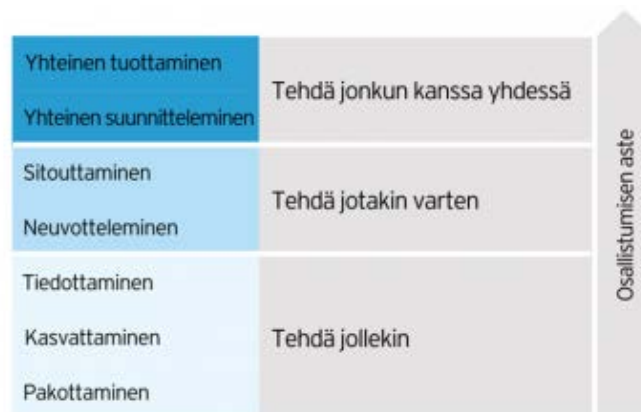 Yhteinen tuottaminen
Yhteinen suunnitteleminen
Tehdä jonkun kanssa yhdessä
Sitouttaminen
Neuvotteleminen
Tehdä jotakin varten
Tiedottaminen
Kasvattaminen
Pakottaminen
Tehdä jollekin
Osallistumisen aste